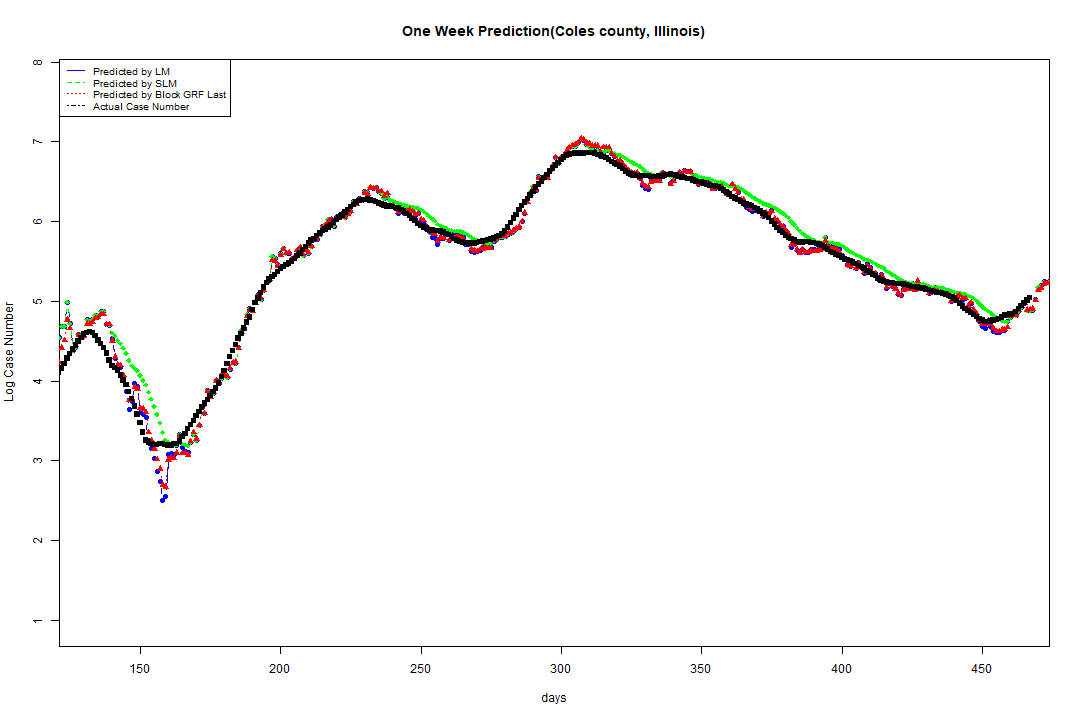 One Week Prediction(Coles county, Illinois)
8
Predicted by LM
Predicted by SLM
Predicted by Block GRF Last
Actual Case Number
7
6
5
4
3
2
1
Log Case Number
150 200 250 300 350 400 450
days